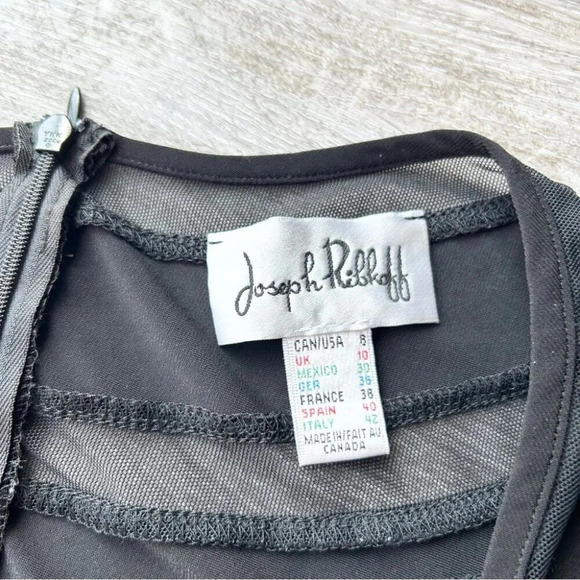 YKK
Joseph Ribkoff
CAN/USA 8
UK 10
MEXICO 30
GER 36
FRANCE 38
SPAIN 40
ITALY 42
MADE IN/FAIT AU
CANADA